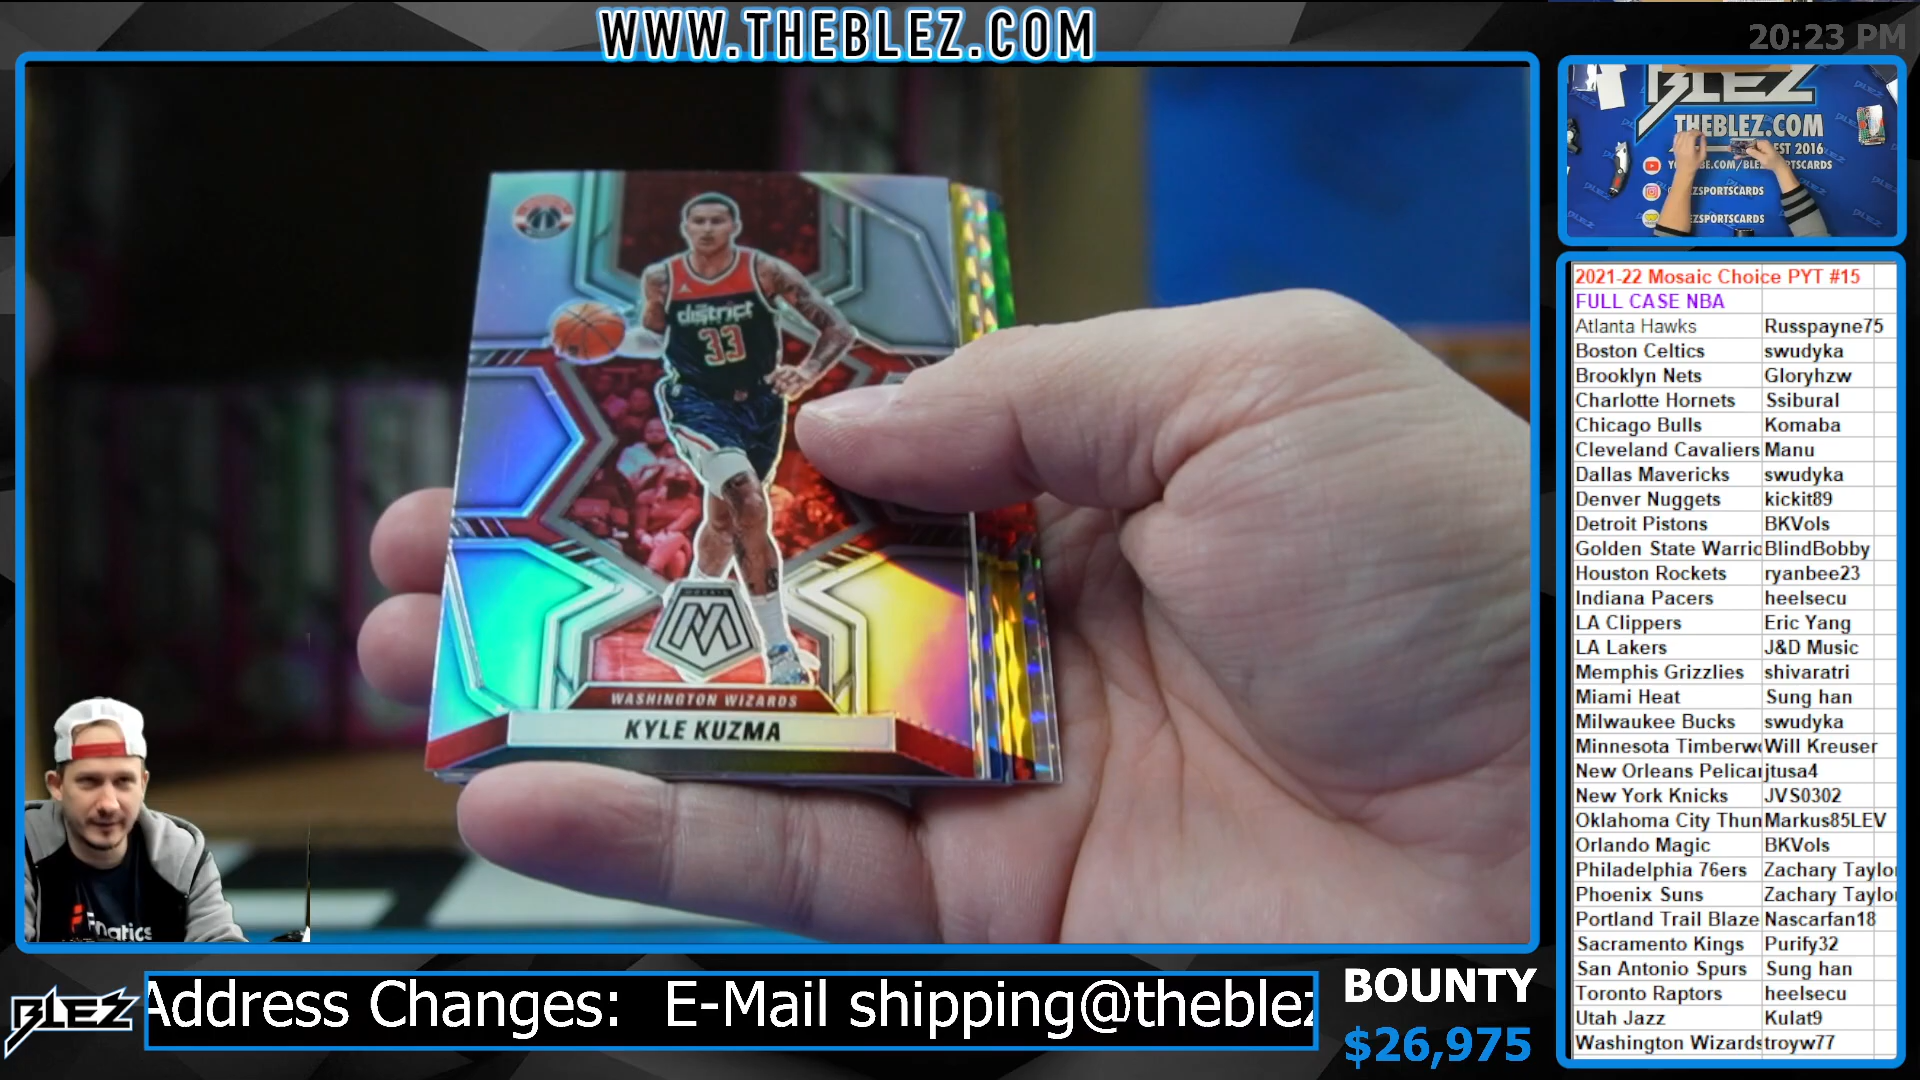 WWW.THEBLEZ.COM
20:23 PM
BLEZ
THEBLEZ.COM
EST 2016
ZSPORTSCARDS
EZSPORTSCARDS
district
33
MOSAIC
M
WASHINGTON WIZARDS
KYLE KUZMA
Fanatics
2021-22 Mosaic Choice PYT #15
FULL CASE NBA
Atlanta Hawks Russpayne75
Boston Celtics swudyka
Brooklyn Nets Gloryhzw
Charlotte Hornets Ssibural
Chicago Bulls Komaba
Cleveland Cavaliers Manu
Dallas Mavericks swudyka
Denver Nuggets kickit89
Detroit Pistons BKVols
Golden State Warric BlindBobby
Houston Rockets ryanbee23
Indiana Pacers heelsecu
LA Clippers Eric Yang
LA Lakers J&D Music
Memphis Grizzlies shivaratri
Miami Heat Sung han
Milwaukee Bucks swudyka
Minnesota Timberw Will Kreuser
New Orleans Pelica jtusa4
New York Knicks JVS0302
Oklahoma City Thun Markus85LEV
Orlando Magic BKVols
Philadelphia 76ers Zachary Taylo
Phoenix Suns Zachary Taylo
Portland Trail Blaze Nascarfan18
Sacramento Kings Purify32
San Antonio Spurs Sung han
Toronto Raptors heelsecu
Utah Jazz Kulat9
Washington Wizards troyw77
BLEZ
Address Changes: E-Mail shipping@theblez
BOUNTY
$26,975